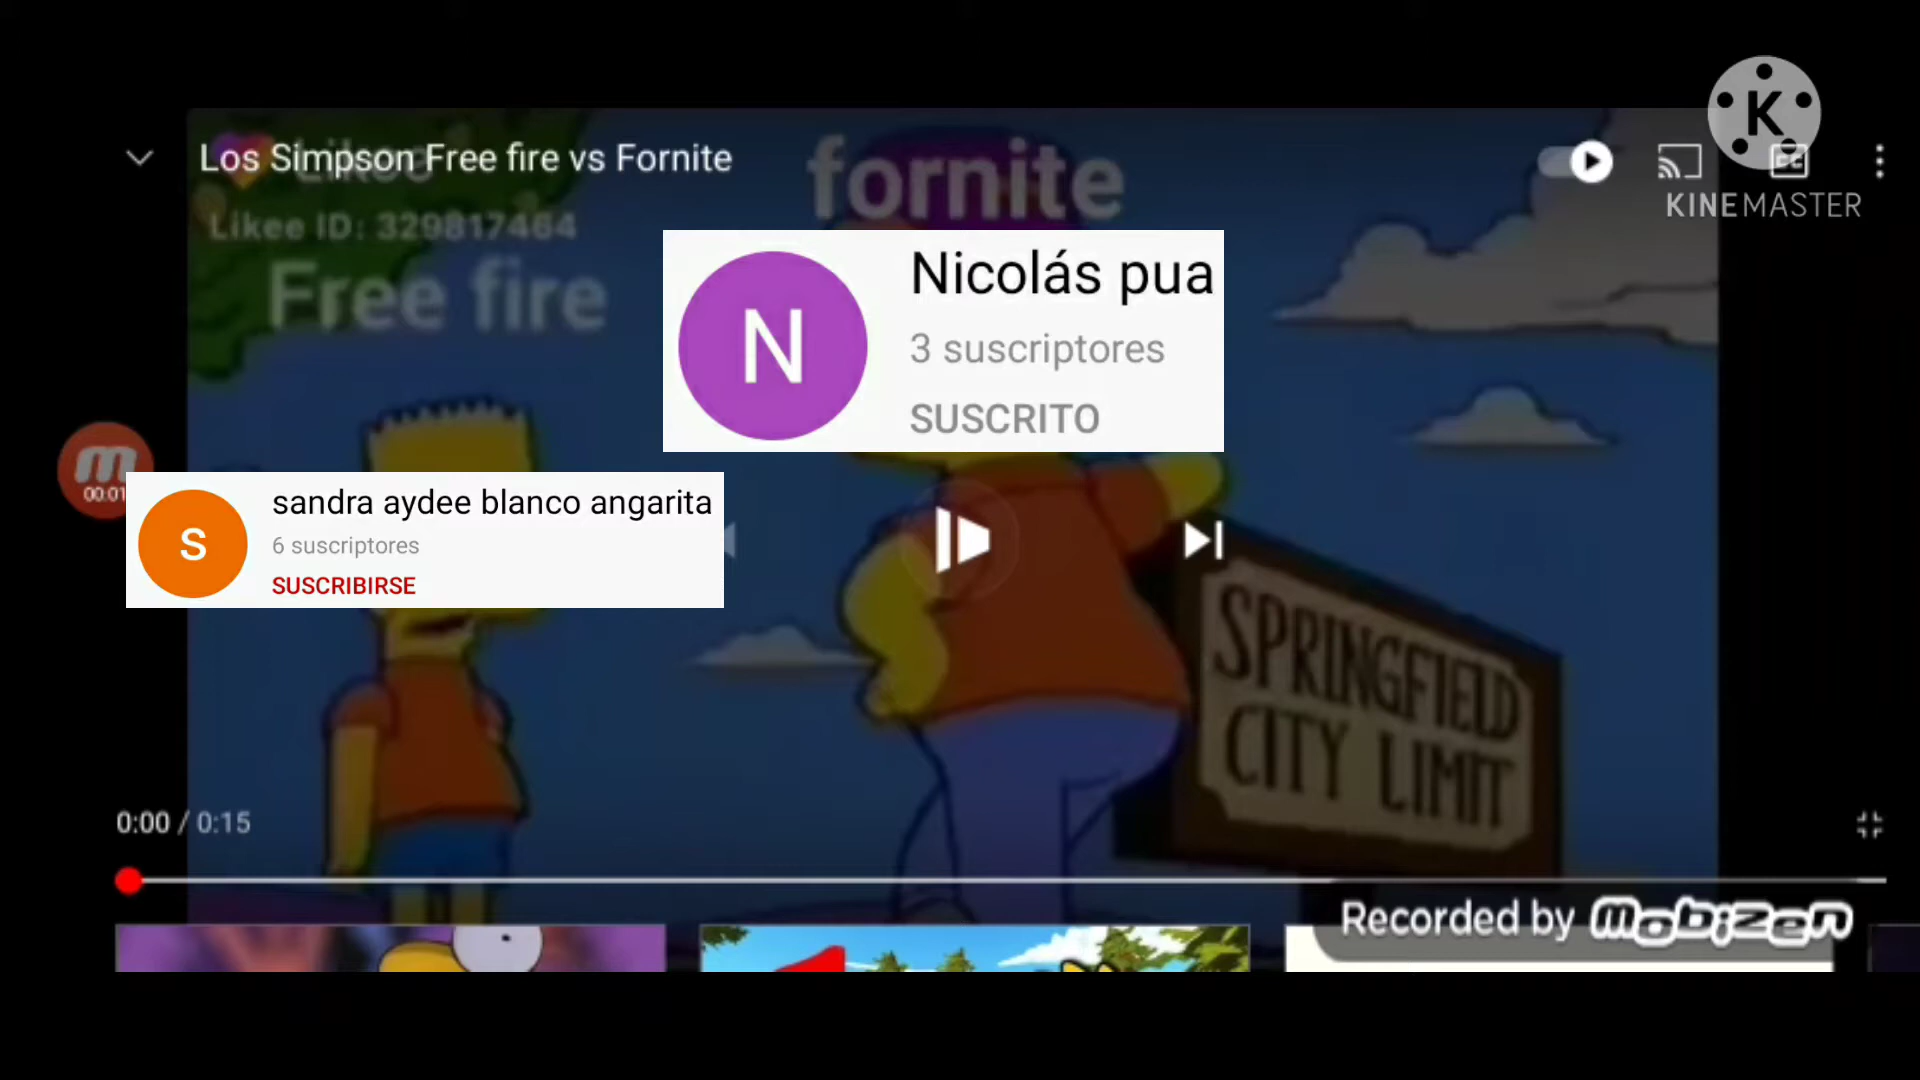 Los Simpson Free fire vs Fornite
fornite
K
KINEMASTER
Likee ID: 329817464
Free fire
N
Nicolás pua
3 suscriptores
SUSCRITO
m
00:01
s
sandra aydee blanco angarita
6 suscriptores
SUSCRIBIRSE
SPRINGFIELD
CITY LIMIT
0:00 / 0:15
Recorded by mobizen